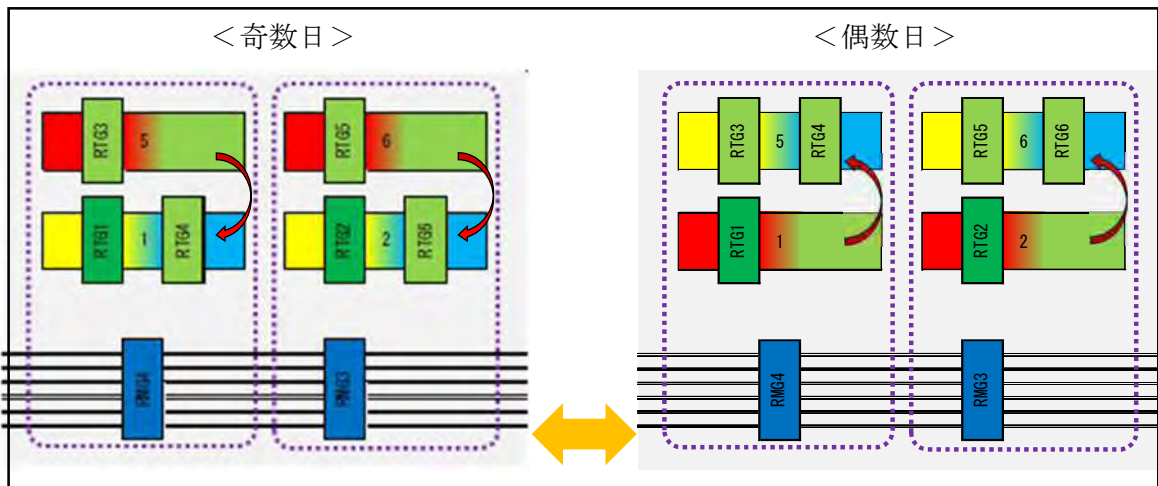 ＜奇数日＞
RTG3
5
RTG5
6
RTG1
1
RTG4
RTG2
2
RTG6
RMG4
RMG3
＜偶数日＞
RTG3
5
RTG4
RTG5
6
RTG6
RTG1
1
RTG2
2
RMG4
RMG3